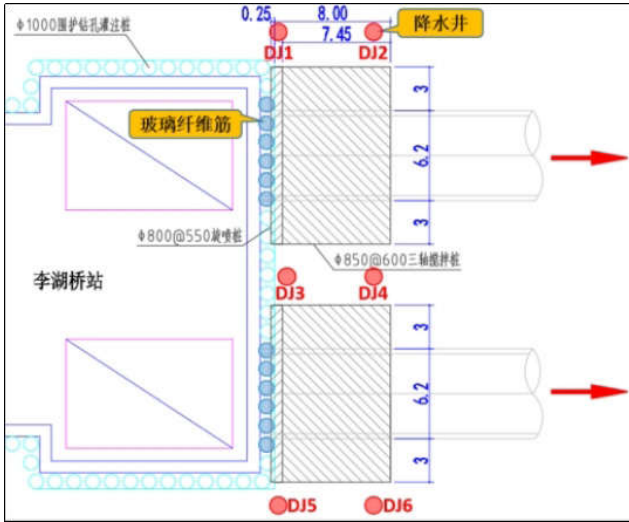 0.25 8.00 降水井
Φ1000围护钻孔灌注桩
DJ1 7.45 DJ2
3
玻璃纤维筋
6.2
3
Φ800@550旋喷桩
Φ850@600三轴搅拌桩
李湖桥站
DJ3 DJ4
3
6.2
3
DJ5 DJ6